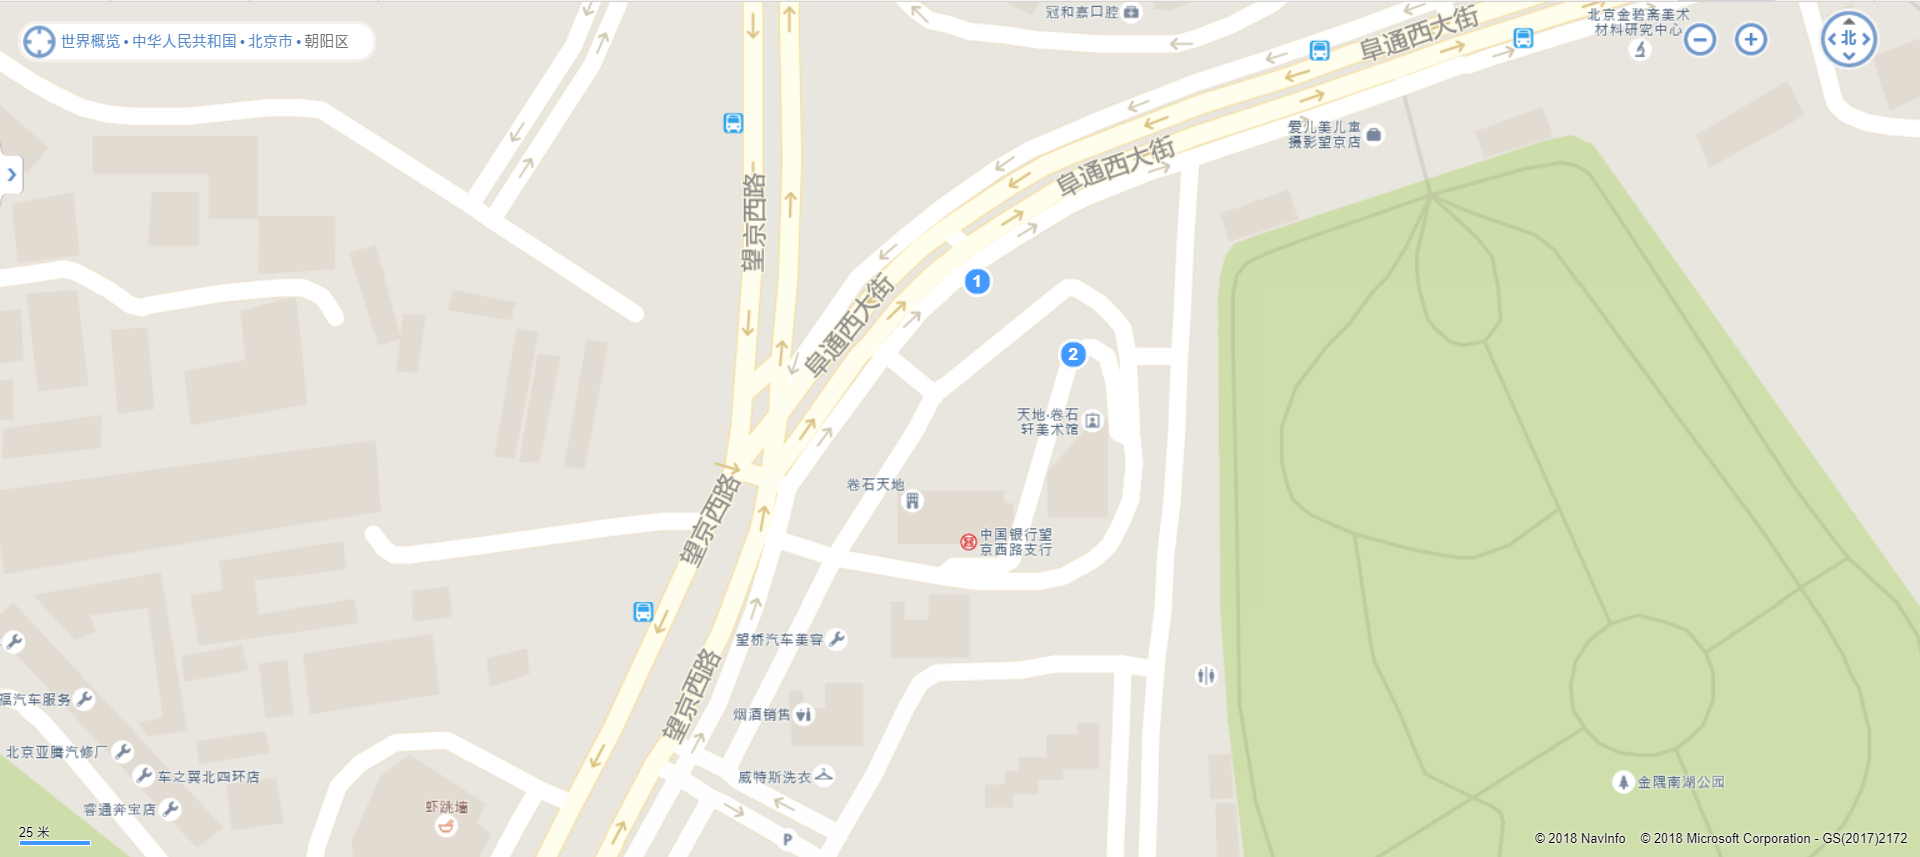 冠和嘉口腔
阜通西大街
北京金碧斋美术
材料研究中心
世界概览 • 中华人民共和国 • 北京市 • 朝阳区
北
爱儿美儿童
摄影望京店
阜通西大街
望京西路
1
阜通西大街
2
天地·卷石
轩美术馆
卷石天地
望京西路
中国银行望
京西路支行
望桥汽车美容
望京西路
福汽车服务
烟酒销售
北京亚腾汽修厂
车之翼北四环店
威特斯洗衣
金隅南湖公园
睿通奔宝店
虾跳墙
P
25 米
© 2018 NavInfo © 2018 Microsoft Corporation - GS(2017)2172